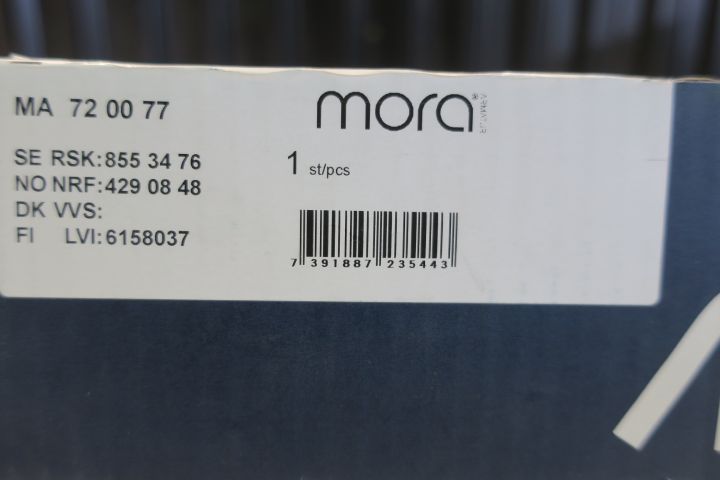 MA 72 00 77
mora
ARMATUR
®
SE RSK:855 34 76
NO NRF:429 08 48
DK VVS:
FI LVI:6158037
1 st/pcs
7 391887 235443